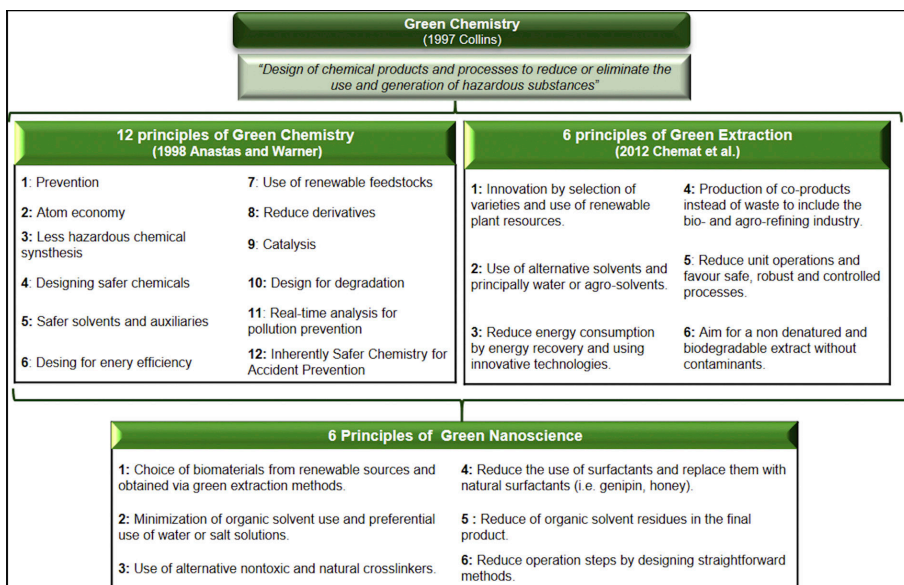 Green Chemistry
(1997 Collins)
“Design of chemical products and processes to reduce or eliminate the
use and generation of hazardous substances”
12 principles of Green Chemistry
(1998 Anastas and Warner)
1: Prevention
2: Atom economy
3: Less hazardous chemical
synsthesis
4: Designing safer chemicals
5: Safer solvents and auxiliaries
6: Desing for enery efficiency
7: Use of renewable feedstocks
8: Reduce derivatives
9: Catalysis
10: Design for degradation
11: Real-time analysis for
pollution prevention
12: Inherently Safer Chemistry for
Accident Prevention
6 principles of Green Extraction
(2012 Chemat et al.)
1: Innovation by selection of
varieties and use of renewable
plant resources.
2: Use of alternative solvents and
principally water or agro-solvents.
3: Reduce energy consumption
by energy recovery and using
innovative technologies.
4: Production of co-products
instead of waste to include the
bio- and agro-refining industry.
5: Reduce unit operations and
favour safe, robust and controlled
processes.
6: Aim for a non denatured and
biodegradable extract without
contaminants.
6 Principles of Green Nanoscience
1: Choice of biomaterials from renewable sources and
obtained via green extraction methods.
2: Minimization of organic solvent use and preferential
use of water or salt solutions.
3: Use of alternative nontoxic and natural crosslinkers.
4: Reduce the use of surfactants and replace them with
natural surfactants (i.e. genipin, honey).
5 : Reduce of organic solvent residues in the final
product.
6: Reduce operation steps by designing straightforward
methods.